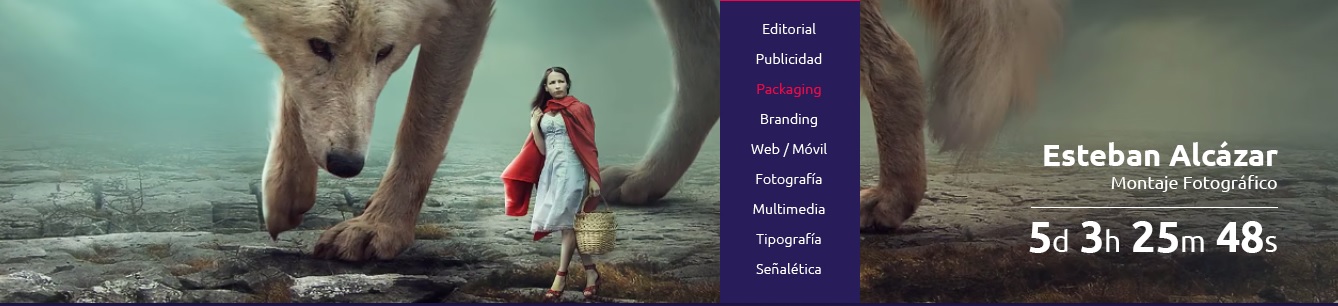 Editorial
Publicidad
Packaging
Branding
Web / Móvil
Fotografía
Multimedia
Tipografía
Señalética
Esteban Alcázar
Montaje Fotográfico
5d 3h 25m 48s